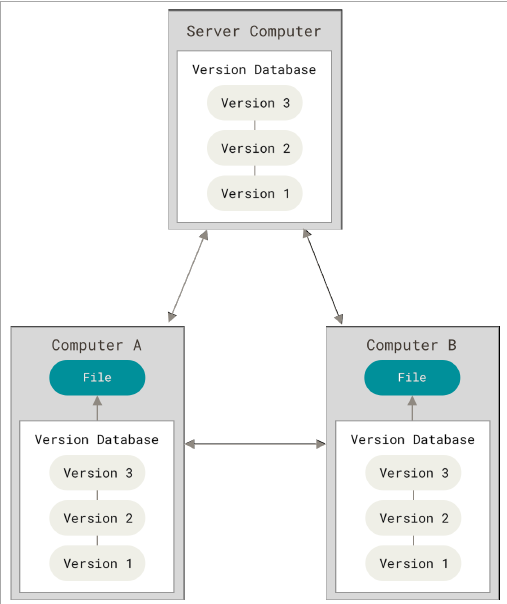 Server Computer
Version Database
Version 3
Version 2
Version 1
Computer A
File
Version Database
Version 3
Version 2
Version 1
Computer B
File
Version Database
Version 3
Version 2
Version 1